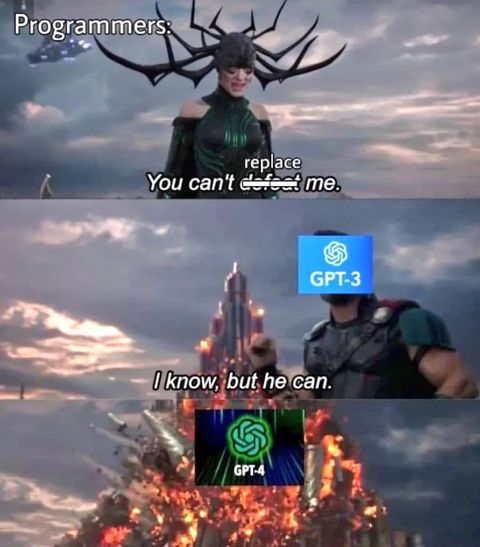 Programmers:
replace
You can't defeat me.
GPT-3
I know, but he can.
GPT-4